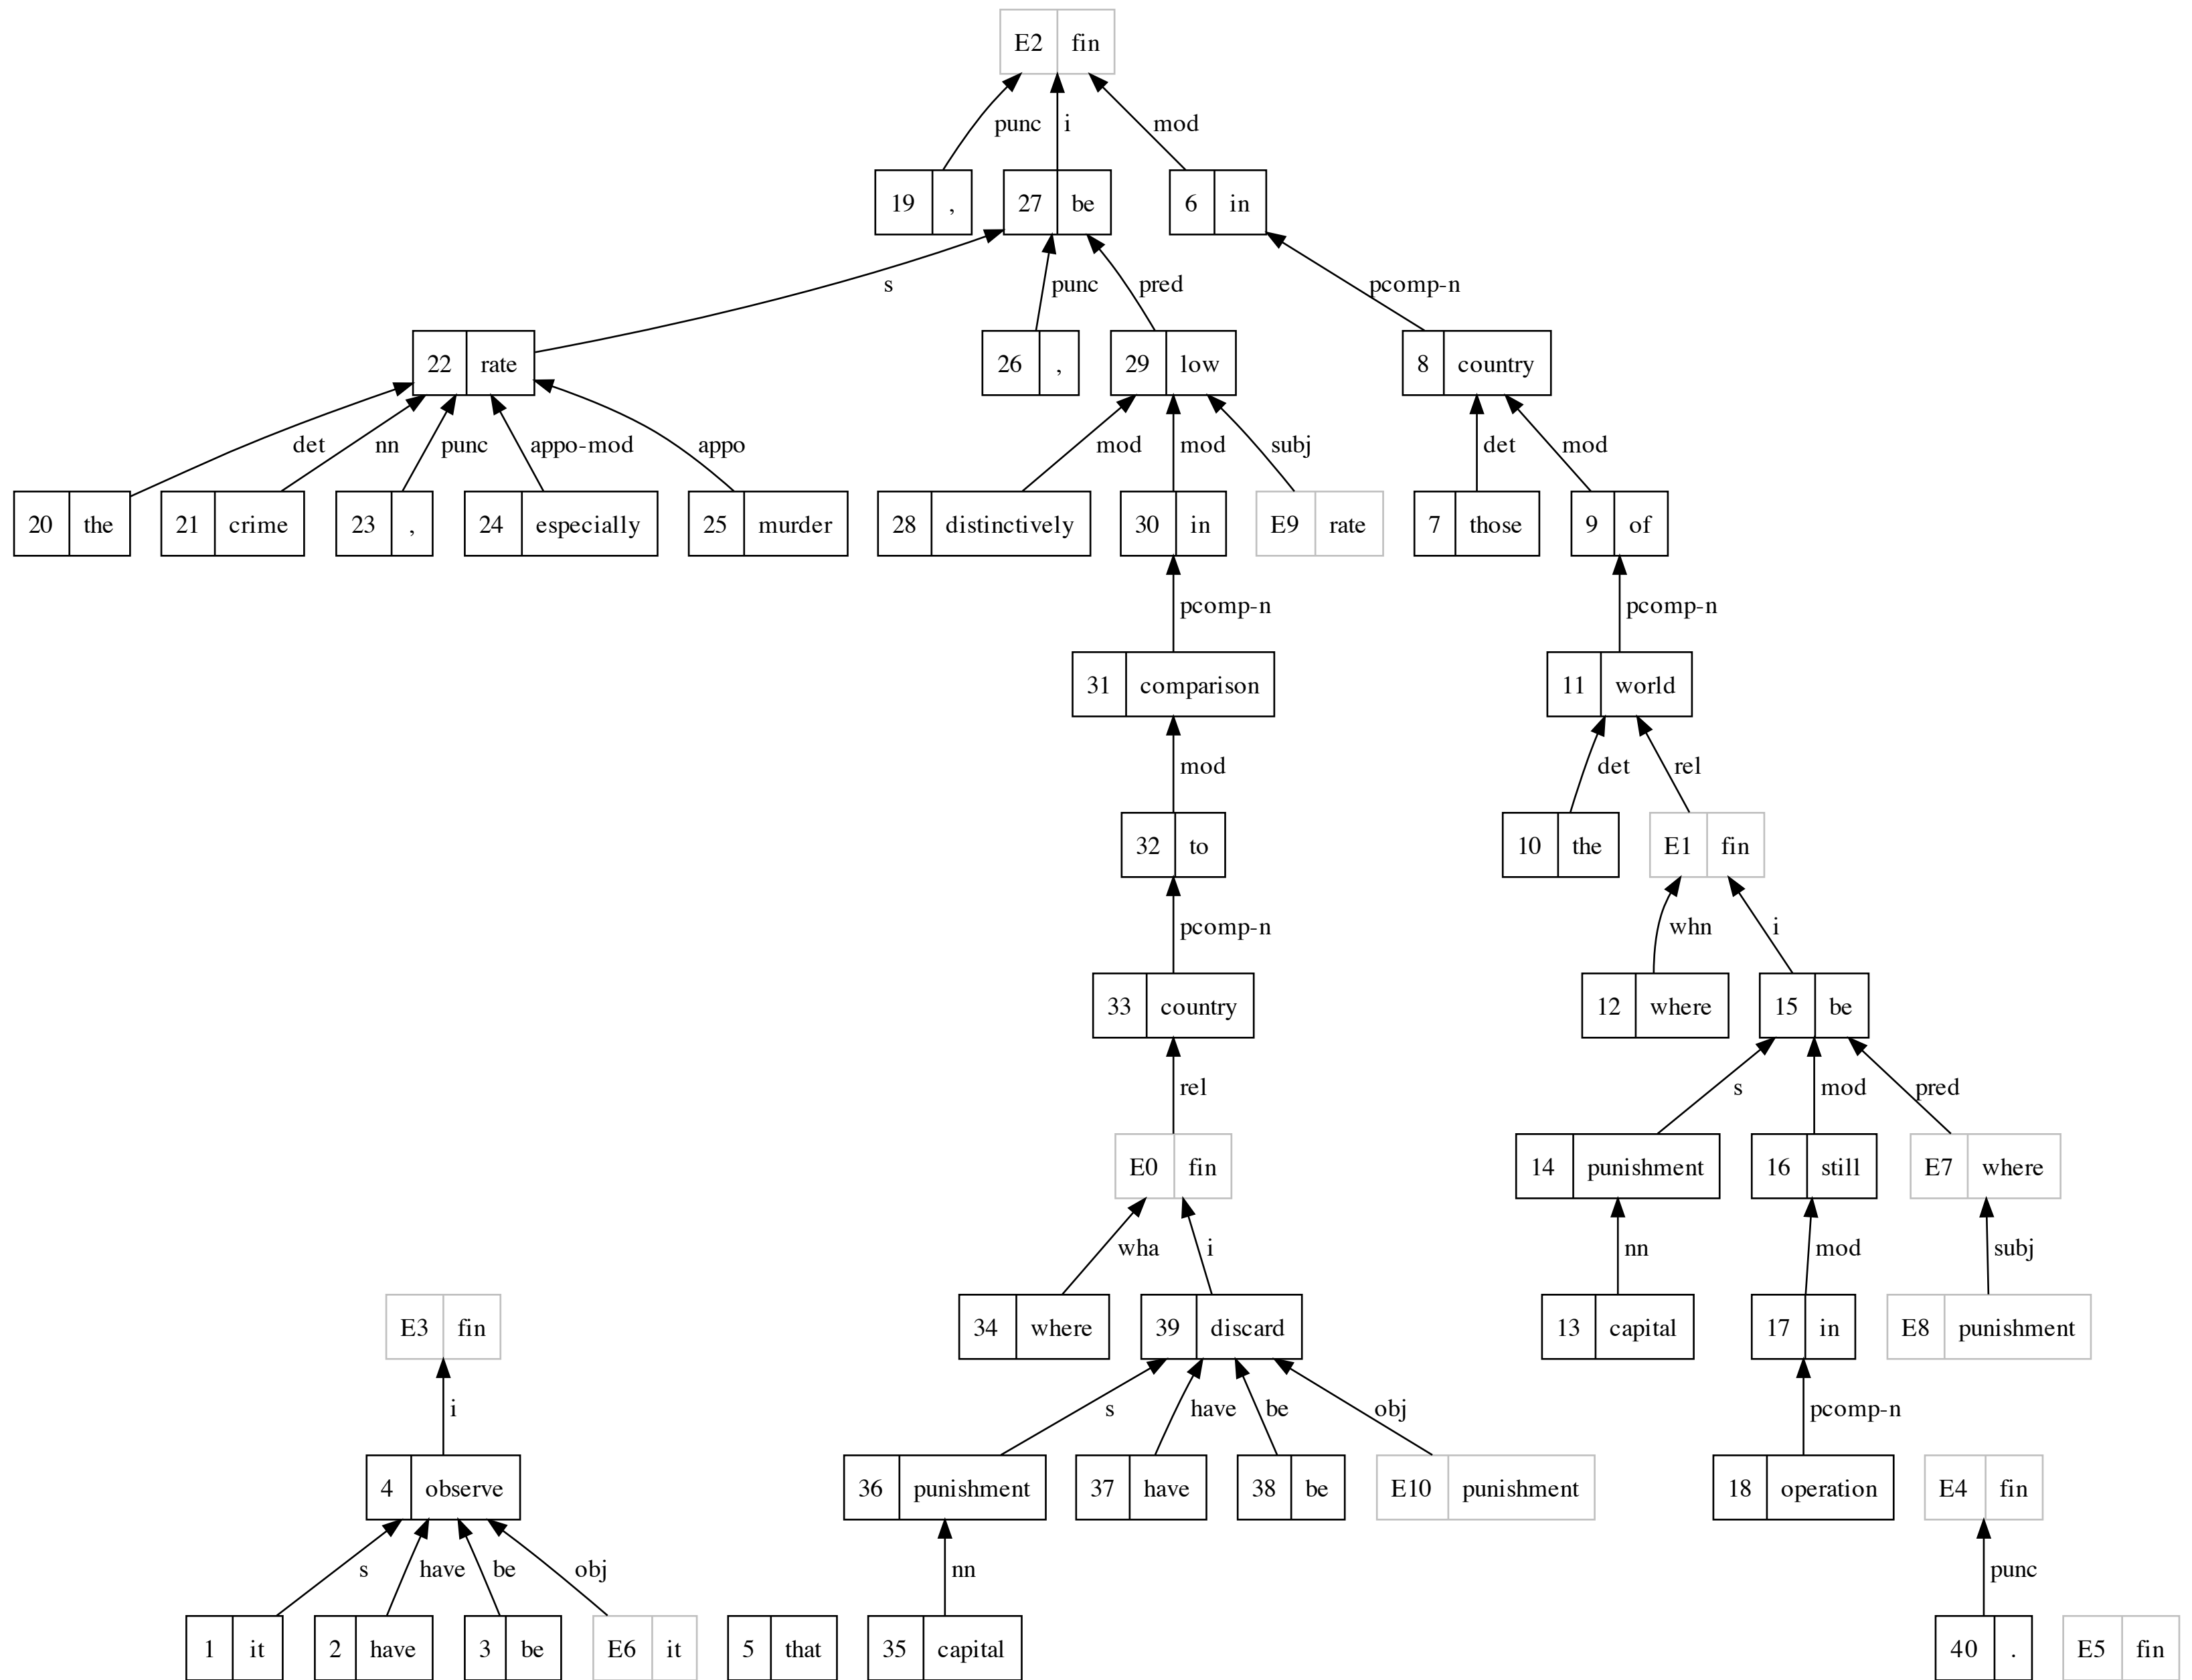 E2 fin
punc i mod
19 , 27 be 6 in
s punc pred pcomp-n
22 rate 26 , 29 low 8 country
det nn punc appo-mod appo mod mod subj det mod
20 the 21 crime 23 , 24 especially 25 murder 28 distinctively 30 in E9 rate 7 those 9 of
pcomp-n pcomp-n
31 comparison 11 world
mod det rel
32 to 10 the E1 fin
pcomp-n whn i
33 country 12 where 15 be
rel s mod pred
E0 fin 14 punishment 16 still E7 where
wha i nn mod subj
E3 fin 34 where 39 discard 13 capital 17 in E8 punishment
i s have be obj pcomp-n
4 observe 36 punishment 37 have 38 be E10 punishment 18 operation E4 fin
s have be obj nn punc
1 it 2 have 3 be E6 it 5 that 35 capital 40 . E5 fin